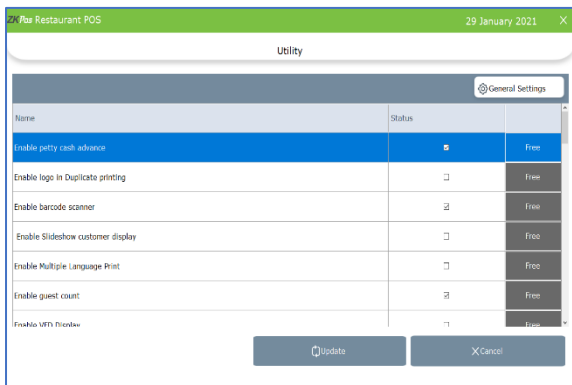 ZKPos Restaurant POS 29 January 2021 X
Utility
General Settings
Name Status
Enable petty cash advance Free
Enable logo in Duplicate printing Free
Enable barcode scanner Free
Enable Slideshow customer display Free
Enable Multiple Language Print Free
Enable guest count Free
Enable VFD Display Free
Update Cancel